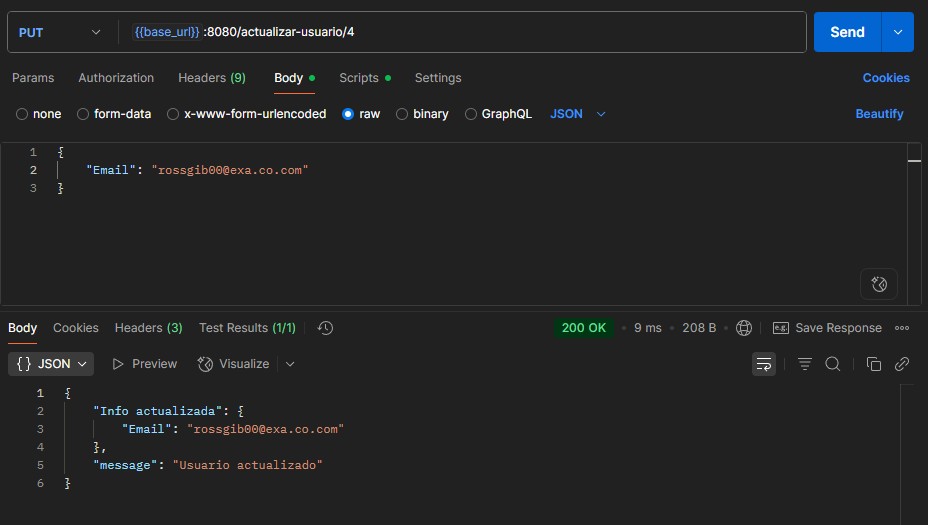 PUT {{base_url}} :8080/actualizar-usuario/4 Send
Params Authorization Headers (9) Body Scripts Settings Cookies
none form-data x-www-form-urlencoded raw binary GraphQL JSON Beautify
1 {
2 "Email": "rossgib00@exa.co.com"
3 }
Body Cookies Headers (3) Test Results (1/1) 200 OK 9 ms 208 B e.g. Save Response
{} JSON Preview Visualize
1 {
2 "Info actualizada": {
3 "Email": "rossgib00@exa.co.com"
4 },
5 "message": "Usuario actualizado"
6 }